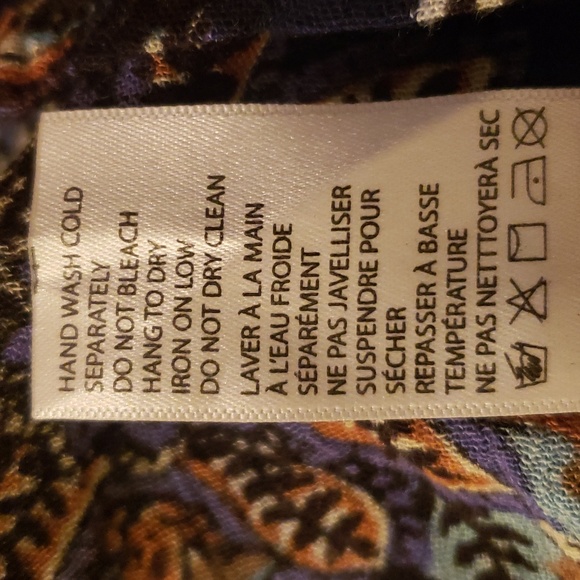 HAND WASH COLD
SEPARATELY
DO NOT BLEACH
HANG TO DRY
IRON ON LOW
DO NOT DRY CLEAN
LAVER À LA MAIN
À L'EAU FROIDE
SÉPARÉMENT
NE PAS JAVELLISER
SUSPENDRE POUR
SÉCHER
REPASSER À BASSE
TEMPÉRATURE
NE PAS NETTTOYERÀ SEC